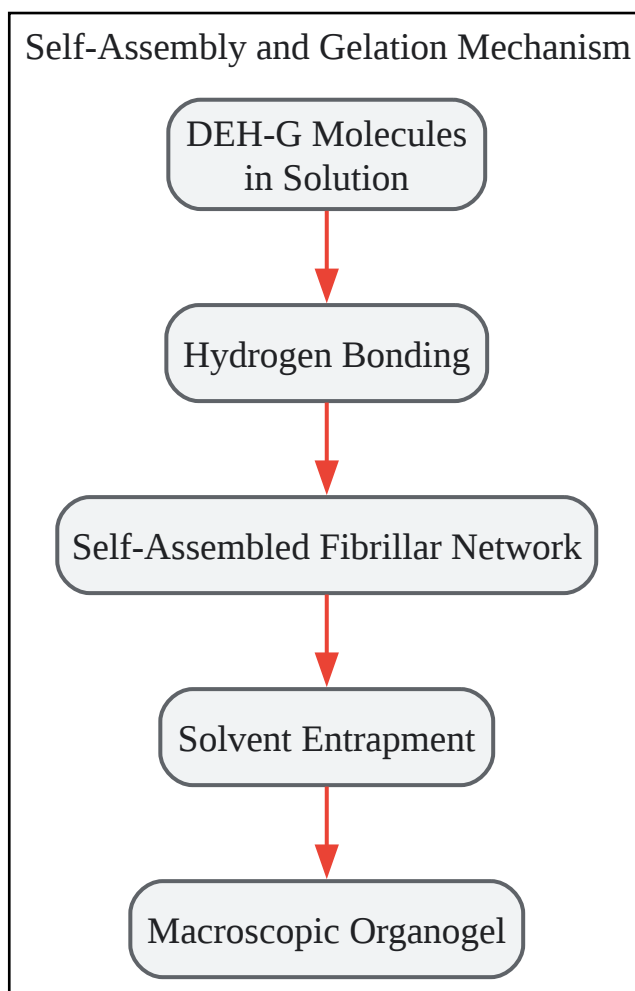 Self-Assembly and Gelation Mechanism
DEH-G Molecules
in Solution
Hydrogen Bonding
Self-Assembled Fibrillar Network
Solvent Entrapment
Macroscopic Organogel